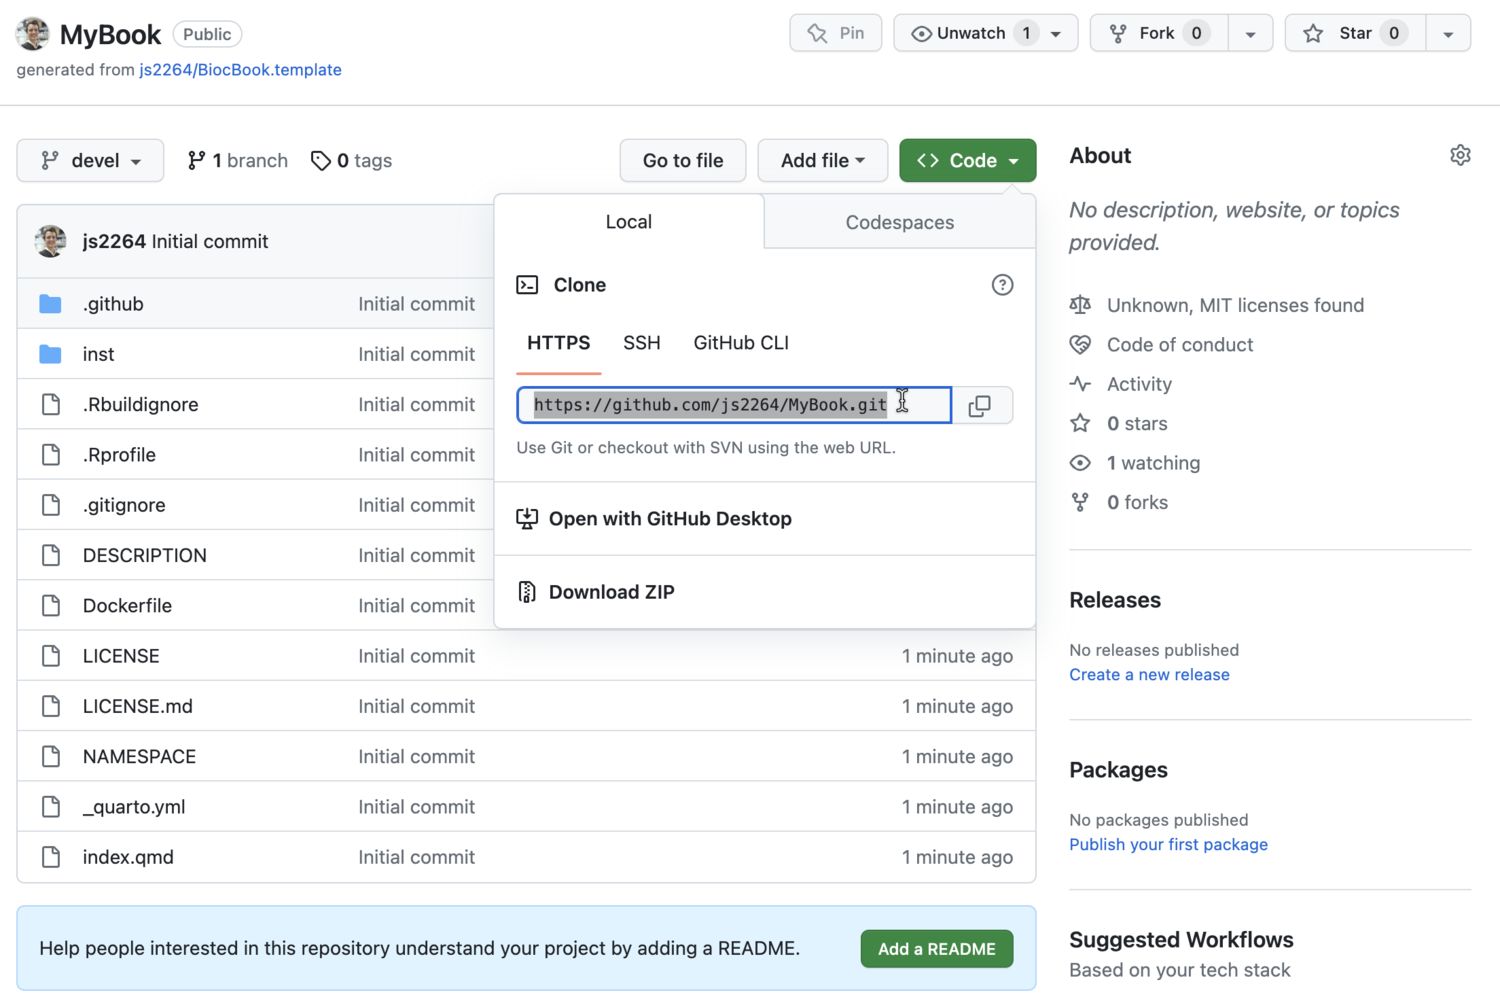 MyBook Public
Pin
Unwatch 1
Fork 0
Star 0
generated from js2264/BiocBook.template
devel
1 branch
0 tags
Go to file
Add file
Code
js2264 Initial commit
.github Initial commit
inst Initial commit
.Rbuildignore Initial commit
.Rprofile Initial commit
.gitignore Initial commit
DESCRIPTION Initial commit
Dockerfile Initial commit
LICENSE Initial commit 1 minute ago
LICENSE.md Initial commit 1 minute ago
NAMESPACE Initial commit 1 minute ago
_quarto.yml Initial commit 1 minute ago
index.qmd Initial commit 1 minute ago
Local
Codespaces
Clone
HTTPS SSH GitHub CLI
https://github.com/js2264/MyBook.git
Use Git or checkout with SVN using the web URL.
Open with GitHub Desktop
Download ZIP
Help people interested in this repository understand your project by adding a README.
Add a README
About
No description, website, or topics
provided.
Unknown, MIT licenses found
Code of conduct
Activity
0 stars
1 watching
0 forks
Releases
No releases published
Create a new release
Packages
No packages published
Publish your first package
Suggested Workflows
Based on your tech stack